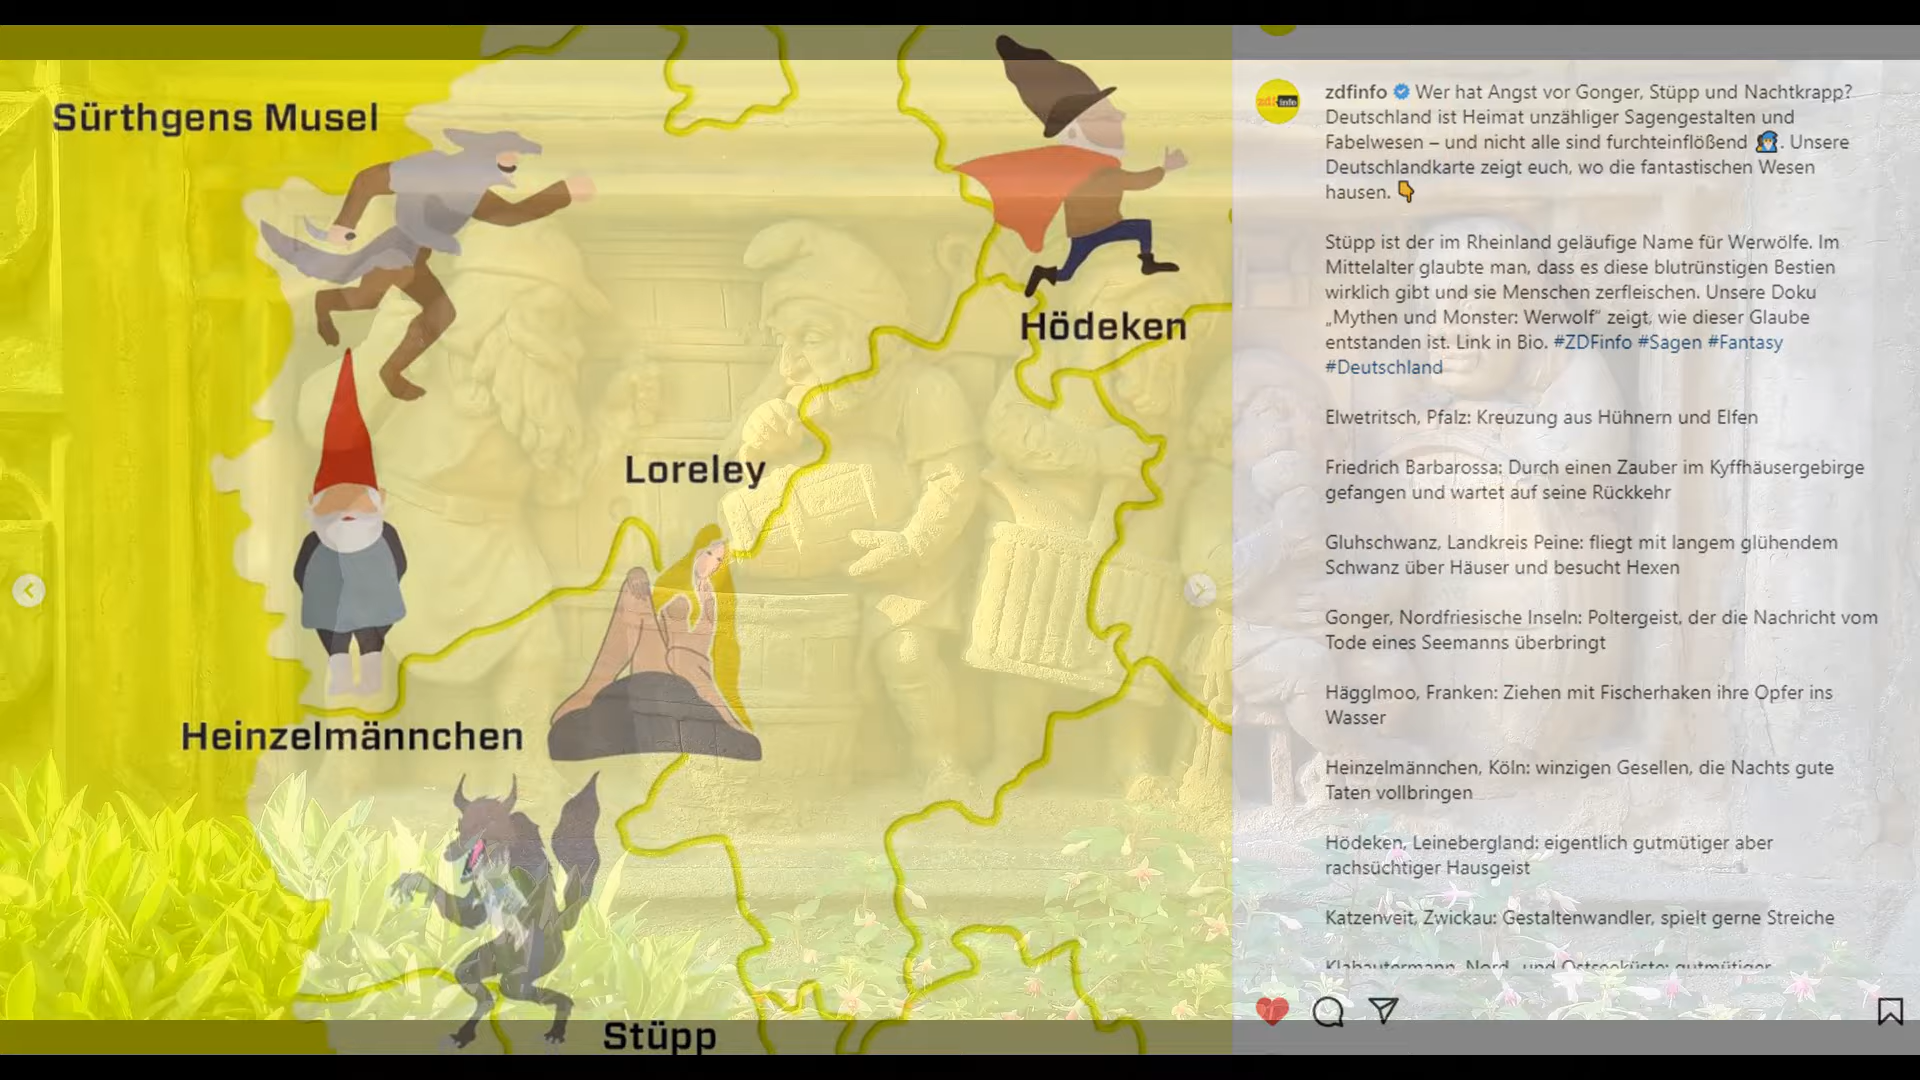 Sürthgens Musel
Hödeken
Loreley
Heinzelmännchen
Stüpp
zdf info
zdfinfo Wer hat Angst vor Gonger, Stüpp und Nachtkrapp?
Deutschland ist Heimat unzähliger Sagengestalten und
Fabelwesen – und nicht alle sind furchteinflößend 🧙. Unsere
Deutschlandkarte zeigt euch, wo die fantastischen Wesen
hausen. 👇
Stüpp ist der im Rheinland geläufige Name für Werwölfe. Im
Mittelalter glaubte man, dass es diese blutrünstigen Bestien
wirklich gibt und sie Menschen zerfleischen. Unsere Doku
„Mythen und Monster: Werwolf“ zeigt, wie dieser Glaube
entstanden ist. Link in Bio. #ZDFinfo #Sagen #Fantasy
#Deutschland
Elwetritsch, Pfalz: Kreuzung aus Hühnern und Elfen
Friedrich Barbarossa: Durch einen Zauber im Kyffhäusergebirge
gefangen und wartet auf seine Rückkehr
Gluhschwanz, Landkreis Peine: fliegt mit langem glühendem
Schwanz über Häuser und besucht Hexen
Gonger, Nordfriesische Inseln: Poltergeist, der die Nachricht vom
Tode eines Seemanns überbringt
Hägglmoo, Franken: Ziehen mit Fischerhaken ihre Opfer ins
Wasser
Heinzelmännchen, Köln: winzigen Gesellen, die Nachts gute
Taten vollbringen
Hödeken, Leinebergland: eigentlich gutmütiger aber
rachsüchtiger Hausgeist
Katzenveit, Zwickau: Gestaltenwandler, spielt gerne Streiche
Klabautermann, Nord- und Ostseeküste: gutmütiger